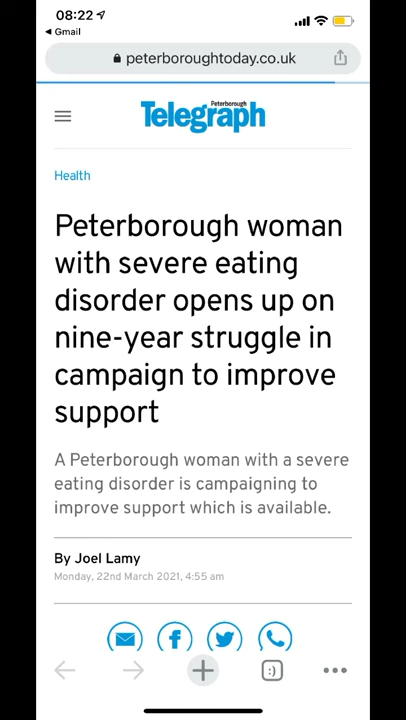 08:22
◀ Gmail
peterboroughtoday.co.uk
Peterborough
Telegraph
Health
Peterborough woman
with severe eating
disorder opens up on
nine-year struggle in
campaign to improve
support
A Peterborough woman with a severe
eating disorder is campaigning to
improve support which is available.
By Joel Lamy
Monday, 22nd March 2021, 4:55 am
:)